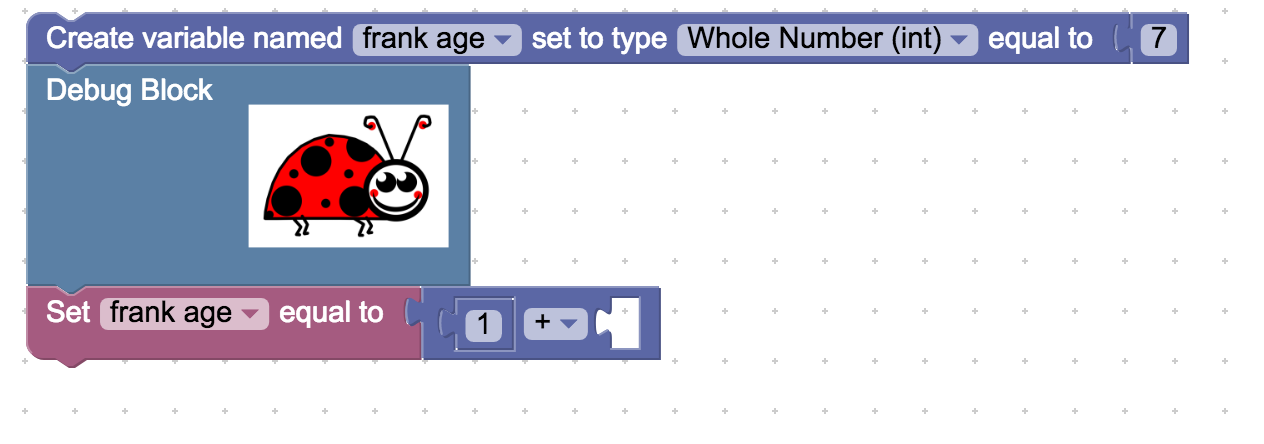 Create variable named frank age set to type Whole Number (int) equal to 7
Debug Block
Set frank age equal to 1 +